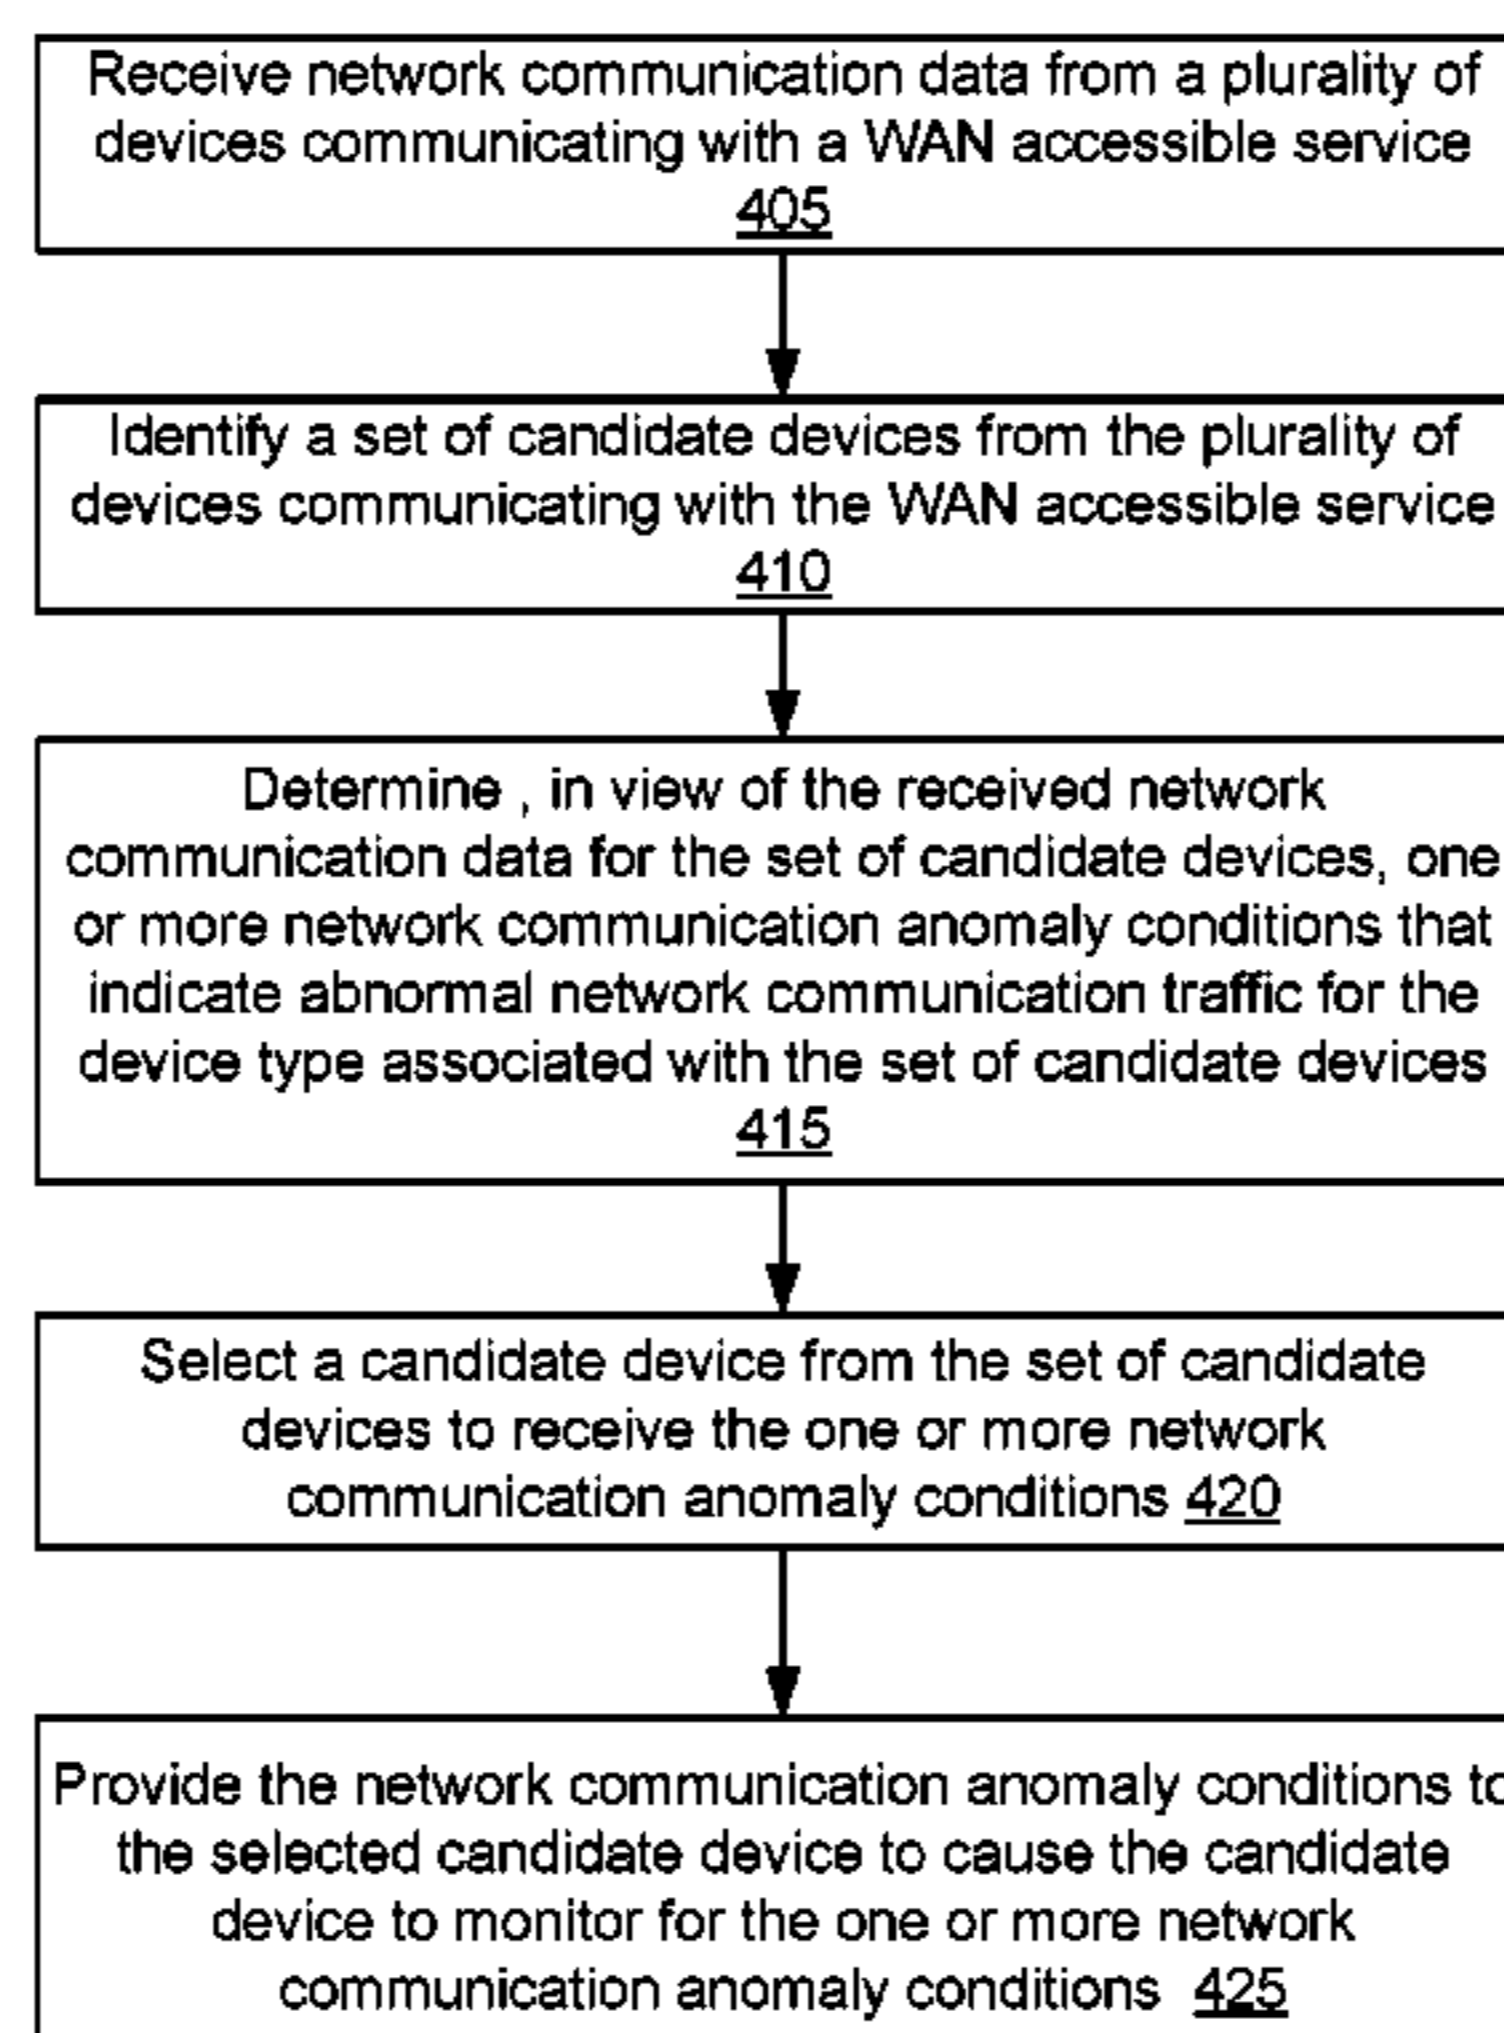 Receive network communication data from a plurality of
devices communicating with a WAN accessible service
405
Identify a set of candidate devices from the plurality of
devices communicating with the WAN accessible service
410
Determine , in view of the received network
communication data for the set of candidate devices, one
or more network communication anomaly conditions that
indicate abnormal network communication traffic for the
device type associated with the set of candidate devices
415
Select a candidate device from the set of candidate
devices to receive the one or more network
communication anomaly conditions 420
Provide the network communication anomaly conditions to
the selected candidate device to cause the candidate
device to monitor for the one or more network
communication anomaly conditions 425